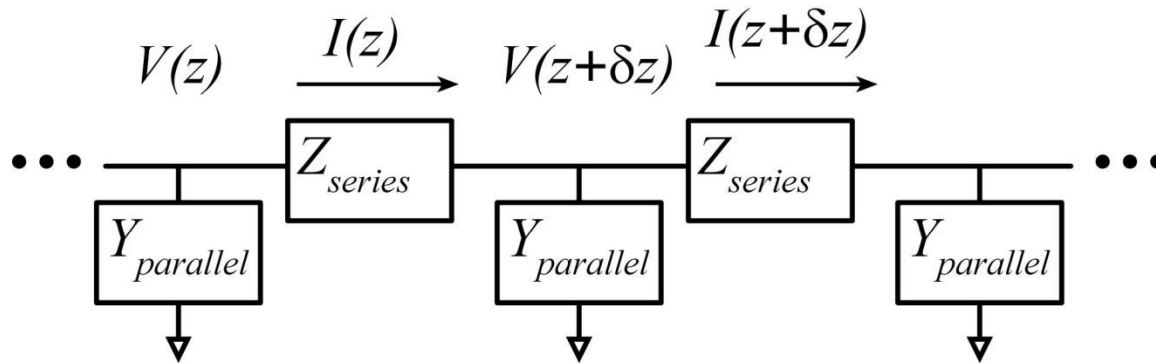 V(z) I(z) V(z+δz) I(z+δz)
••• Z_series Z_series •••
Y_parallel Y_parallel Y_parallel